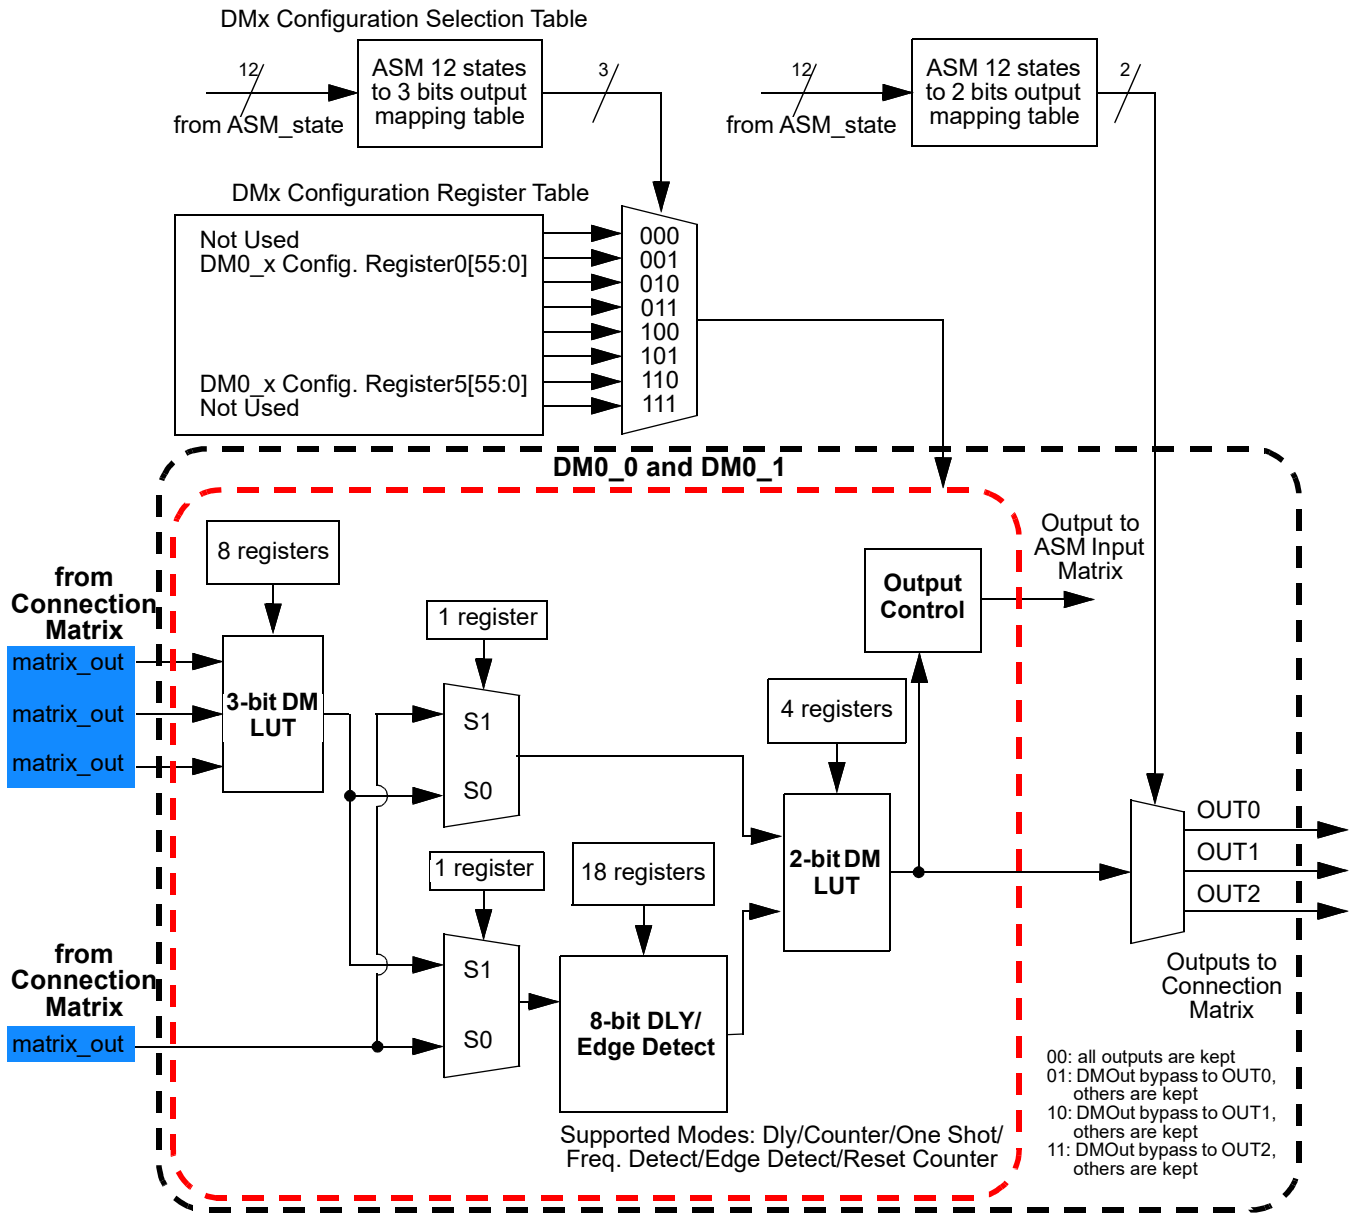 DMx Configuration Selection Table
12
ASM 12 states
to 3 bits output
mapping table
3
from ASM_state
12
ASM 12 states
to 2 bits output
mapping table
2
from ASM_state
DMx Configuration Register Table
Not Used
DM0_x Config. Register0[55:0]
DM0_x Config. Register5[55:0]
Not Used
000
001
010
011
100
101
110
111
DM0_0 and DM0_1
8 registers
from
Connection
Matrix
matrix_out
matrix_out
matrix_out
3-bit DM
LUT
1 register
S1
S0
Output
Control
Output to
ASM Input
Matrix
4 registers
2-bit DM
LUT
OUT0
OUT1
OUT2
Outputs to
Connection
Matrix
1 register
18 registers
S1
S0
8-bit DLY/
Edge Detect
from
Connection
Matrix
matrix_out
Supported Modes: Dly/Counter/One Shot/
Freq. Detect/Edge Detect/Reset Counter
00: all outputs are kept
01: DMOut bypass to OUT0,
others are kept
10: DMOut bypass to OUT1,
others are kept
11: DMOut bypass to OUT2,
others are kept